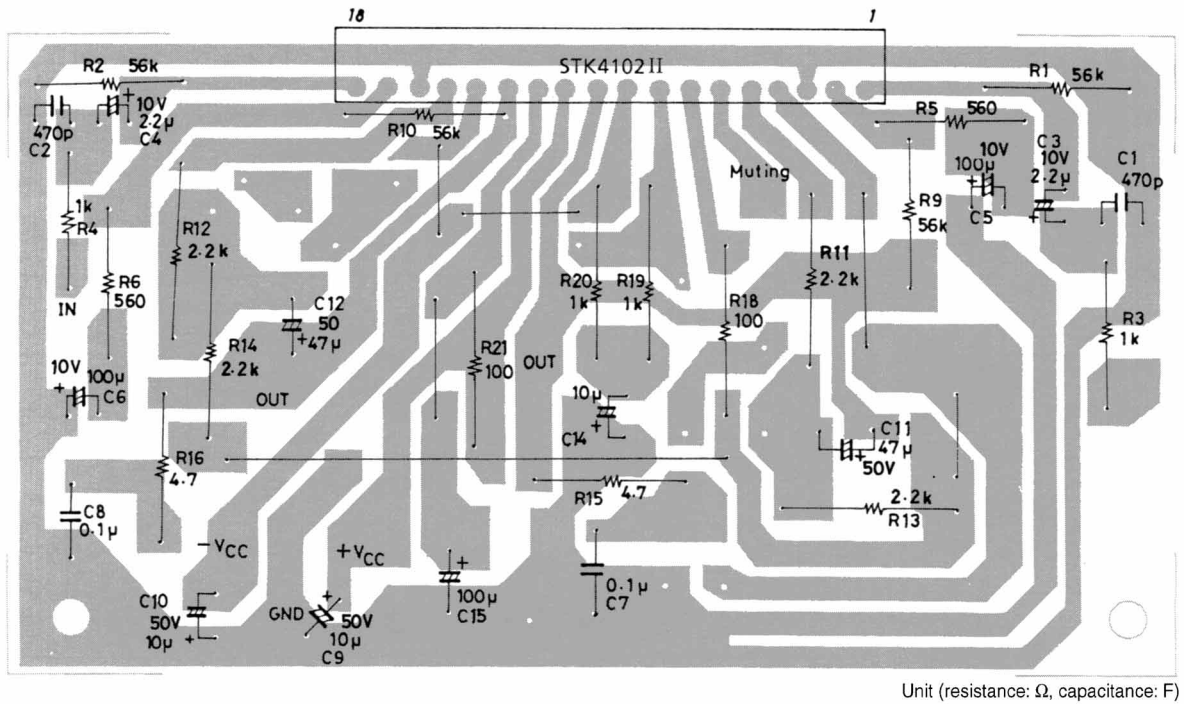 18
1
STK4102II
R2
56k
R1
56k
10V
2.2µ
C4
470p
C2
R10
56k
R5
560
10V
100µ
C5
C3
10V
2.2µ
C1
470p
Muting
1k
R4
R12
2.2k
R9
56k
R6
560
IN
R11
2.2k
R20
1k
R19
1k
R18
100
C12
50
47µ
R3
1k
R14
2.2k
R21
100
OUT
10V
100µ
C6
OUT
10µ
C14
C11
47µ
50V
R16
4.7
R15
4.7
2.2k
R13
C8
0.1µ
−VCC
+VCC
100µ
C15
0.1µ
C7
C10
50V
10µ
GND
50V
10µ
C9
Unit (resistance: Ω, capacitance: F)